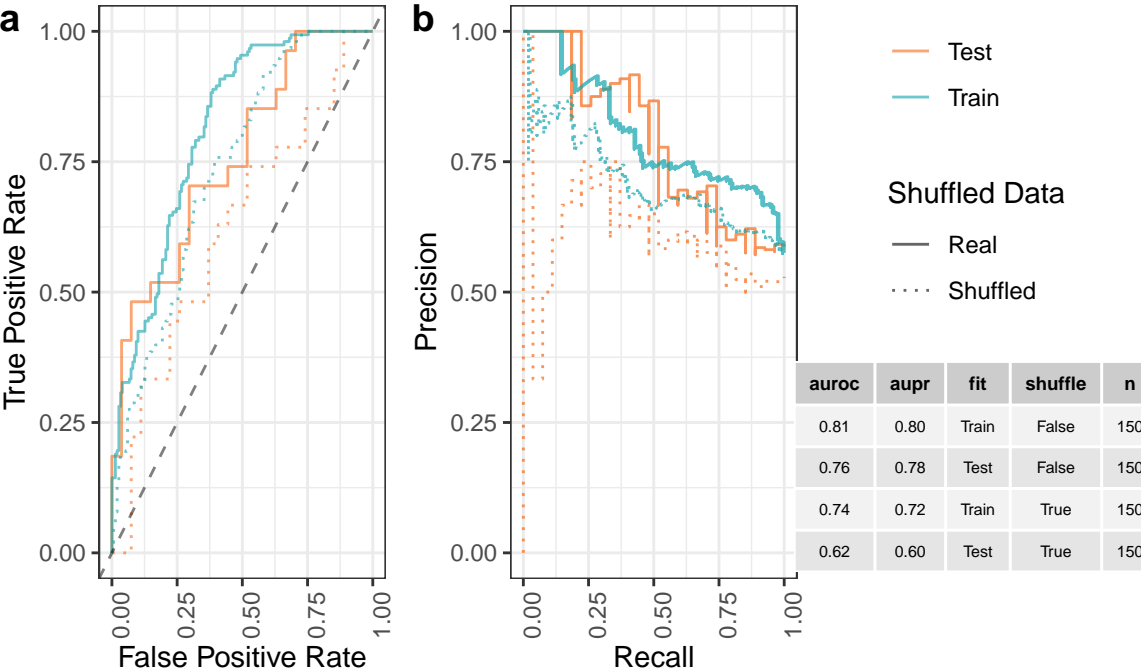 a
True Positive Rate
1.00
0.75
0.50
0.25
0.00
0.00
0.25
0.50
0.75
1.00
False Positive Rate
b
Precision
1.00
0.75
0.50
0.25
0.00
0.00
0.25
0.50
0.75
1.00
Recall
Test
Train
Shuffled Data
Real
Shuffled
auroc aupr fit shuffle n
0.81 0.80 Train False 150
0.76 0.78 Test False 150
0.74 0.72 Train True 150
0.62 0.60 Test True 150